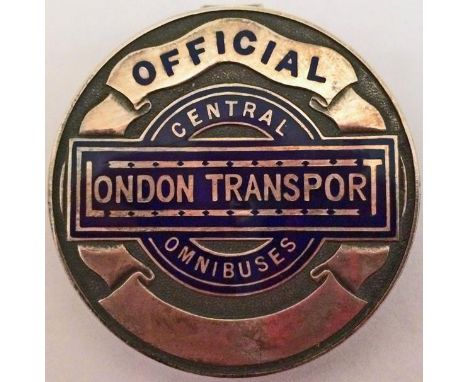 OFFICIAL
CENTRAL
LONDON TRANSPORT
OMNIBUSES